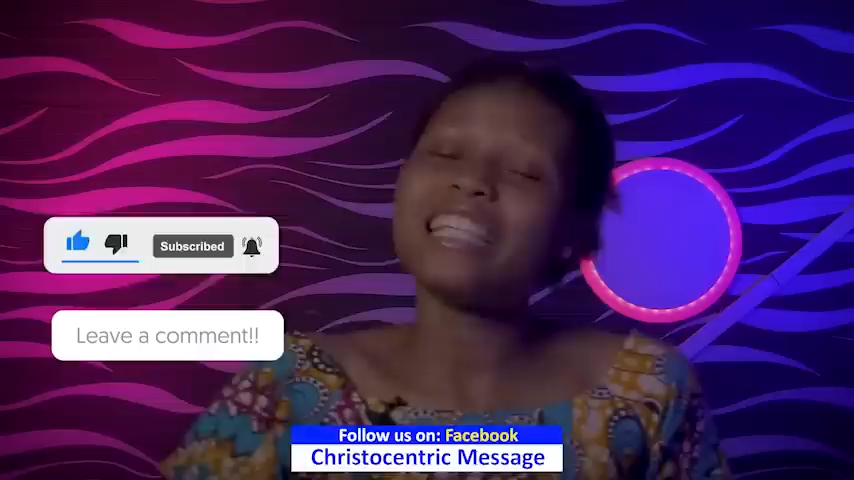 Subscribed
Leave a comment!!
Follow us on: Facebook
Christocentric Message